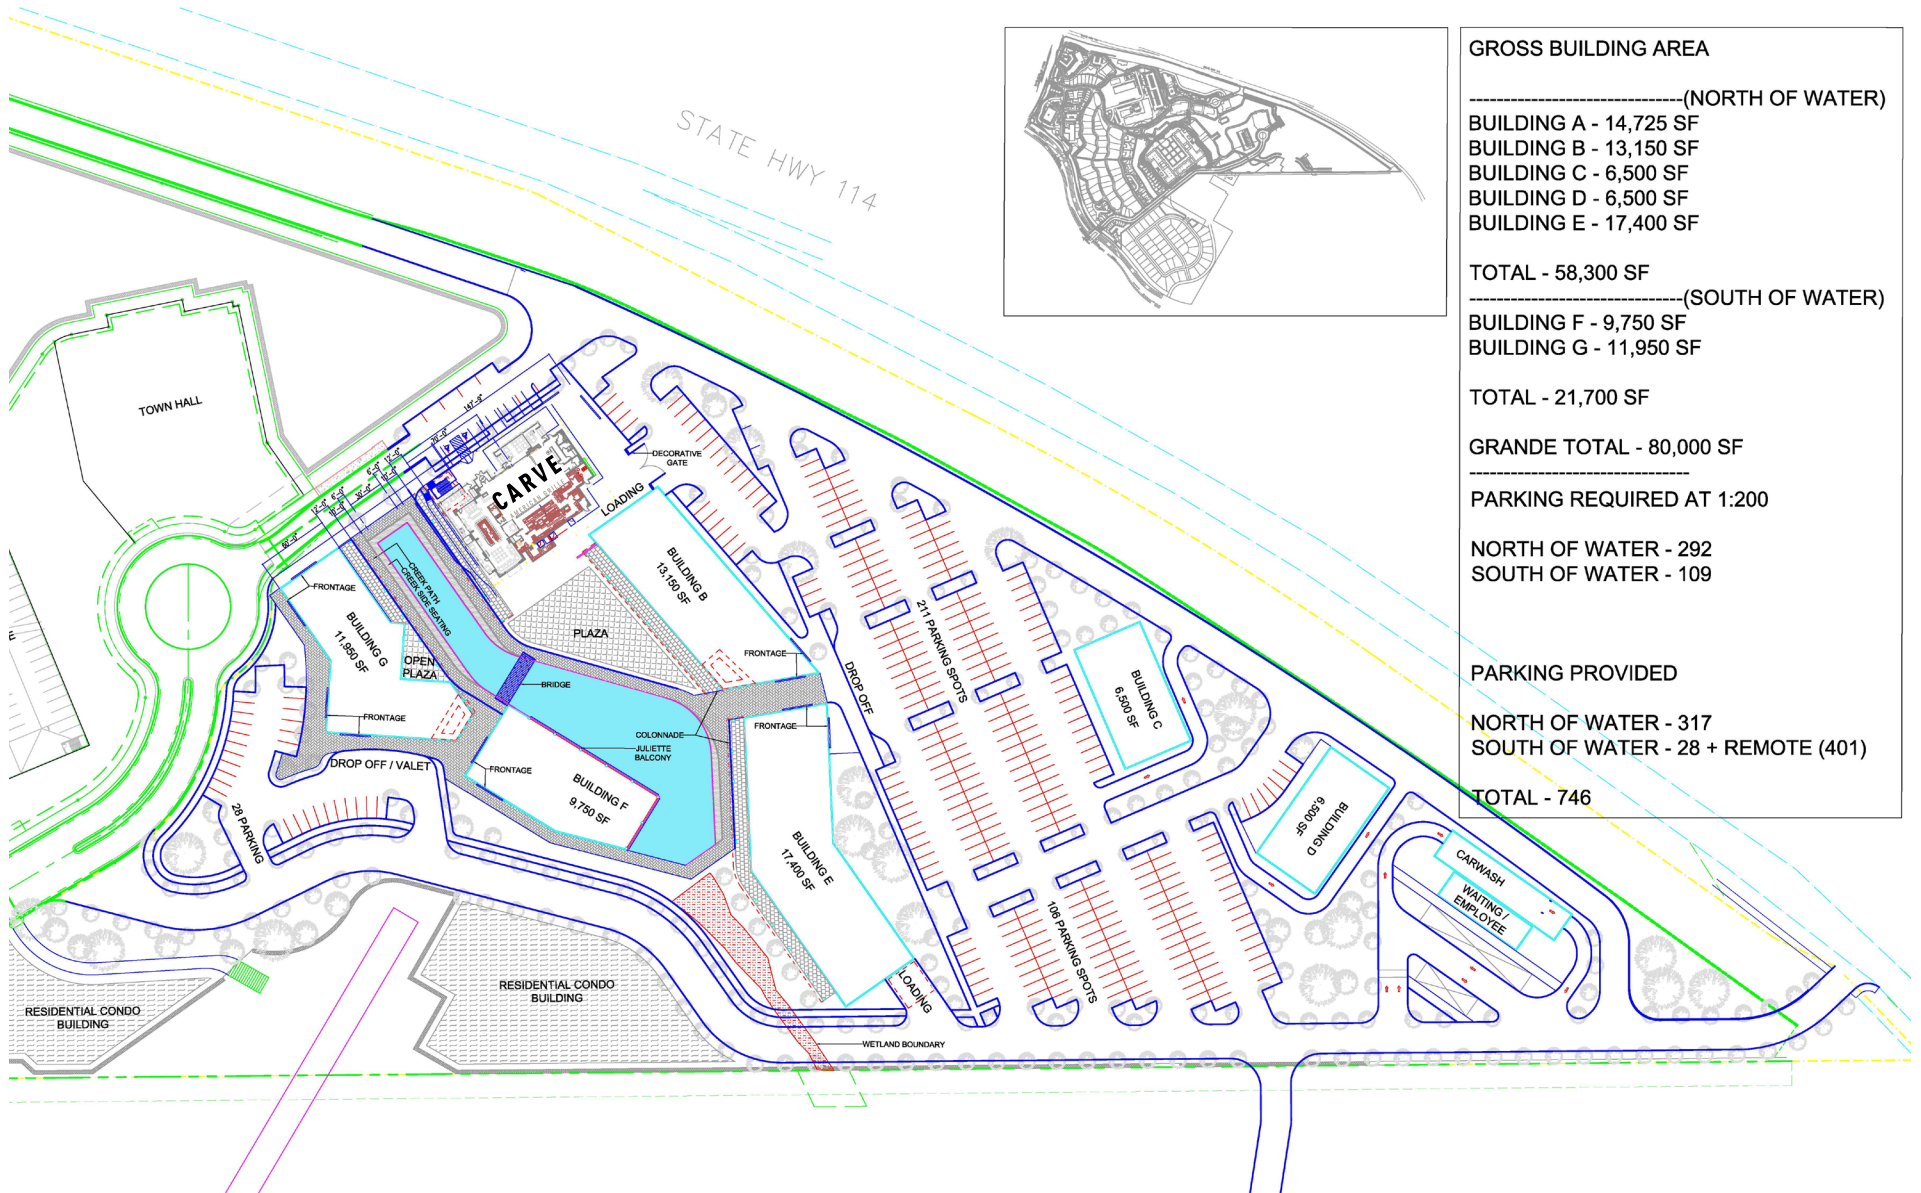 STATE HWY 114
GROSS BUILDING AREA
-------------------------------(NORTH OF WATER)
BUILDING A - 14,725 SF
BUILDING B - 13,150 SF
BUILDING C - 6,500 SF
BUILDING D - 6,500 SF
BUILDING E - 17,400 SF
TOTAL - 58,300 SF
-------------------------------(SOUTH OF WATER)
BUILDING F - 9,750 SF
BUILDING G - 11,950 SF
TOTAL - 21,700 SF
GRANDE TOTAL - 80,000 SF
--------------------------------
PARKING REQUIRED AT 1:200
NORTH OF WATER - 292
SOUTH OF WATER - 109
PARKING PROVIDED
NORTH OF WATER - 317
SOUTH OF WATER - 28 + REMOTE (401)
TOTAL - 746
TOWN HALL
CARVE
AMERICAN GRILLE
DECORATIVE
GATE
LOADING
BUILDING B
13,150 SF
FRONTAGE
CREEK PATH
CREEK SIDE SEATING
BUILDING G
11,950 SF
OPEN
PLAZA
PLAZA
FRONTAGE
BRIDGE
FRONTAGE
FRONTAGE
COLONNADE
JULIETTE
BALCONY
DROP OFF
211 PARKING SPOTS
BUILDING C
6,500 SF
DROP OFF / VALET
FRONTAGE
BUILDING F
9,750 SF
28 PARKING
BUILDING E
17,400 SF
BUILDING D
6,500 SF
CARWASH
WAITING /
EMPLOYEE
106 PARKING SPOTS
LOADING
RESIDENTIAL CONDO
BUILDING
RESIDENTIAL CONDO
BUILDING
WETLAND BOUNDARY